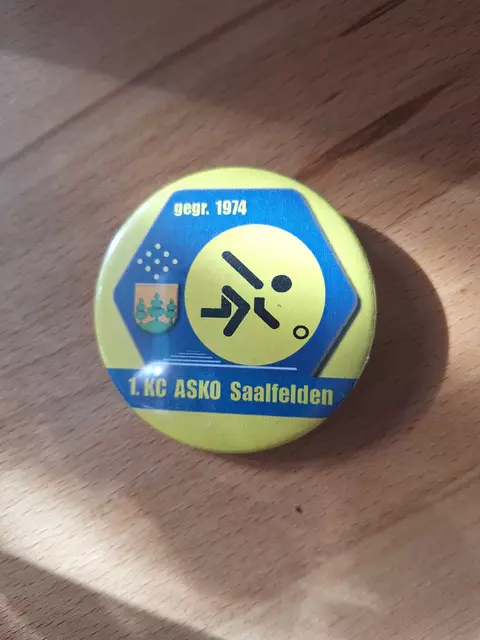 gegr. 1974
1. KC ASKO Saalfelden